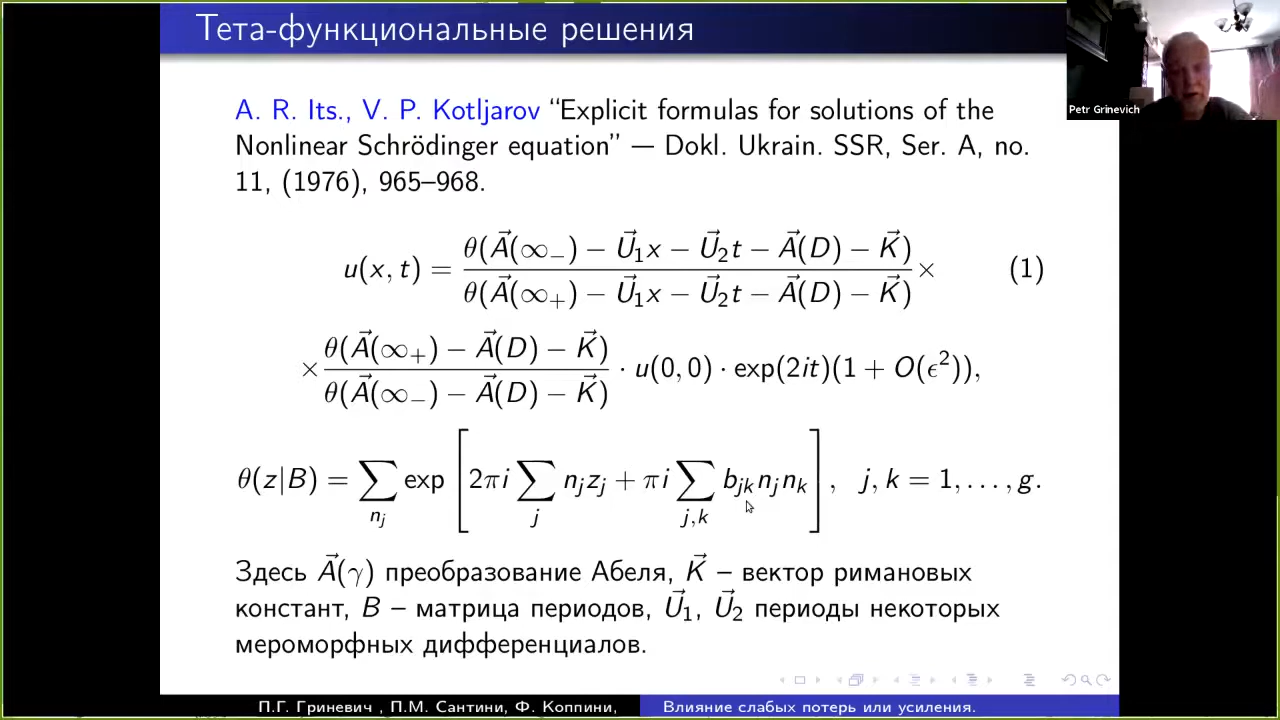 Тета-функциональные решения
Petr Grinevich
A. R. Its., V. P. Kotljarov “Explicit formulas for solutions of the
Nonlinear Schrödinger equation” — Dokl. Ukrain. SSR, Ser. A, no.
11, (1976), 965–968.
u(x, t) = θ(A⃗(∞₋) − U⃗₁x − U⃗₂t − A⃗(D) − K⃗) / θ(A⃗(∞₊) − U⃗₁x − U⃗₂t − A⃗(D) − K⃗) × (1)
× θ(A⃗(∞₊) − A⃗(D) − K⃗) / θ(A⃗(∞₋) − A⃗(D) − K⃗) · u(0, 0) · exp(2it)(1 + O(ϵ²)),
θ(z|B) = ∑_{n_j} exp [2πi ∑_j n_j z_j + πi ∑_{j,k} b_{jk} n_j n_k], j, k = 1, . . . , g.
Здесь A⃗(γ) преобразование Абеля, K⃗ – вектор римановых
констант, B – матрица периодов, U⃗₁, U⃗₂ периоды некоторых
мероморфных дифференциалов.
П.Г. Гриневич , П.М. Сантини, Ф. Коппини,
Влияние слабых потерь или усиления.